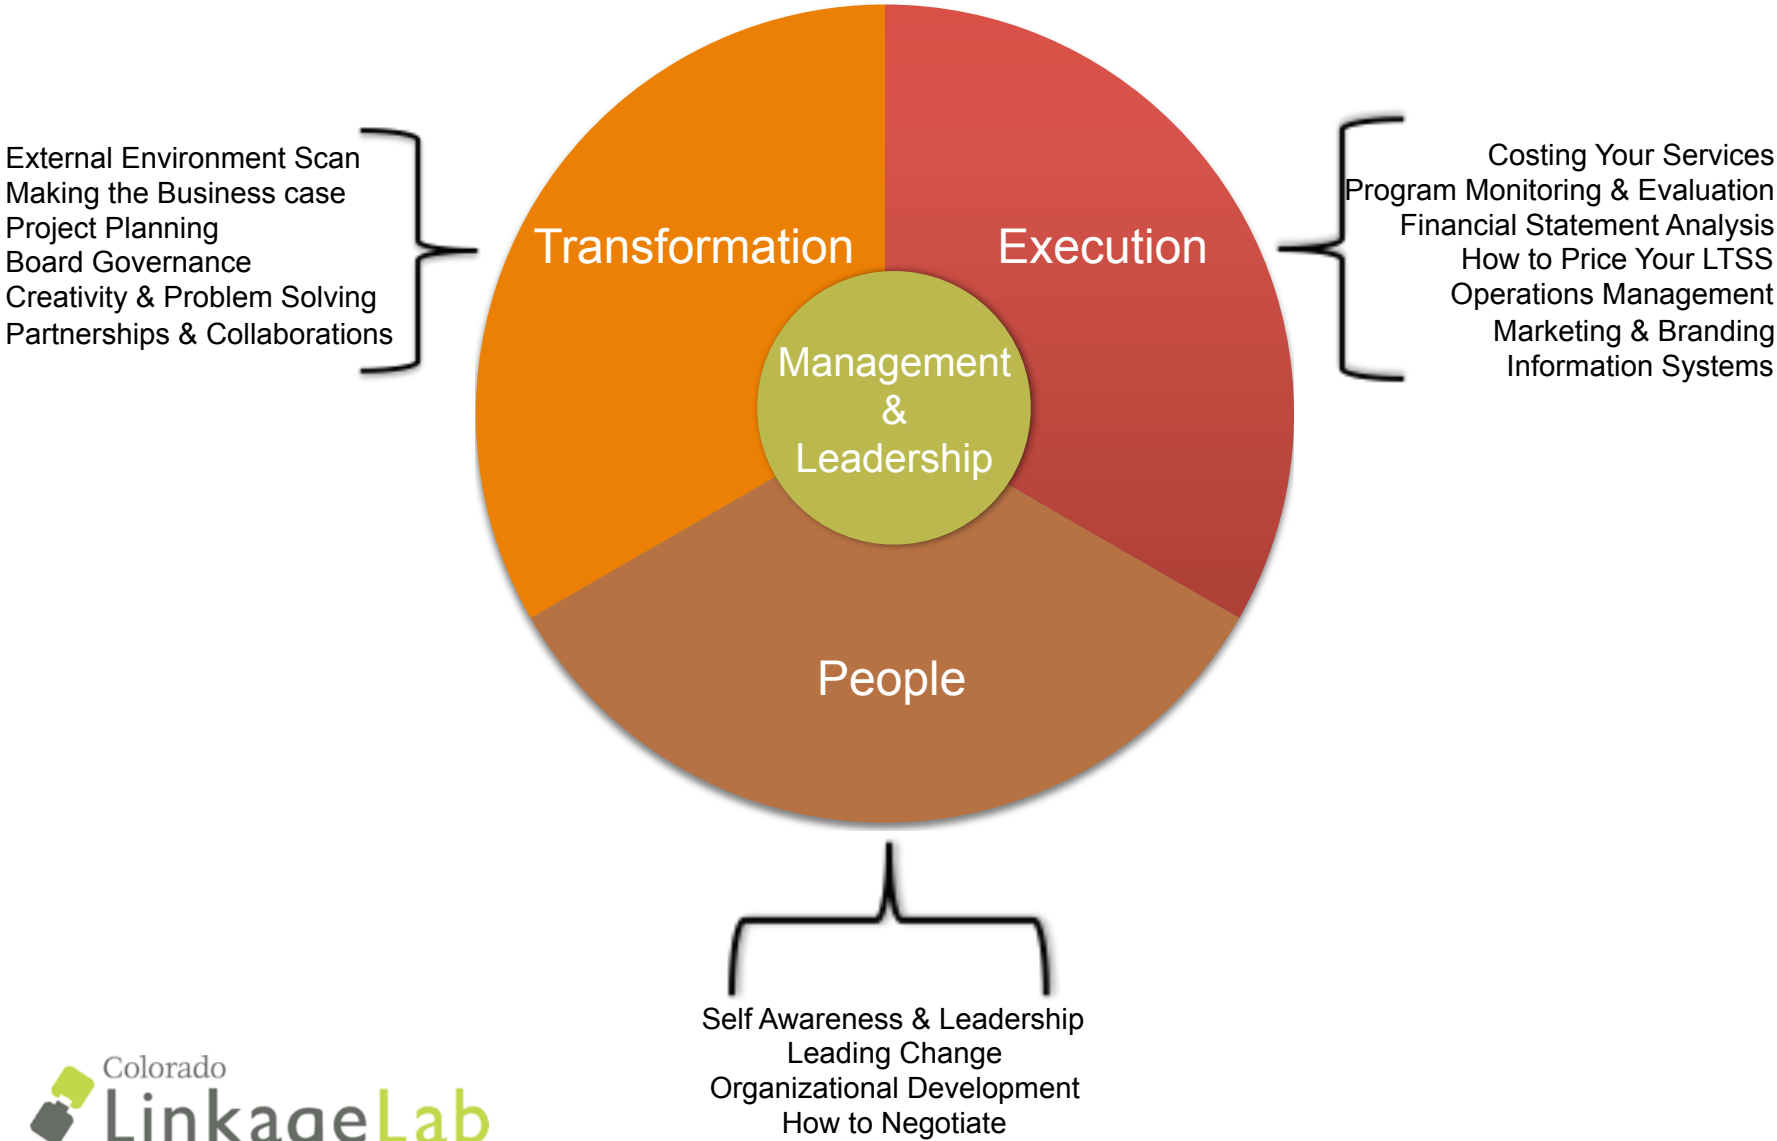 External Environment Scan
Making the Business case
Project Planning
Board Governance
Creativity & Problem Solving
Partnerships & Collaborations
Transformation
Execution
Management
&
Leadership
People
Costing Your Services
Program Monitoring & Evaluation
Financial Statement Analysis
How to Price Your LTSS
Operations Management
Marketing & Branding
Information Systems
Self Awareness & Leadership
Leading Change
Organizational Development
How to Negotiate
Colorado
LinkageLab